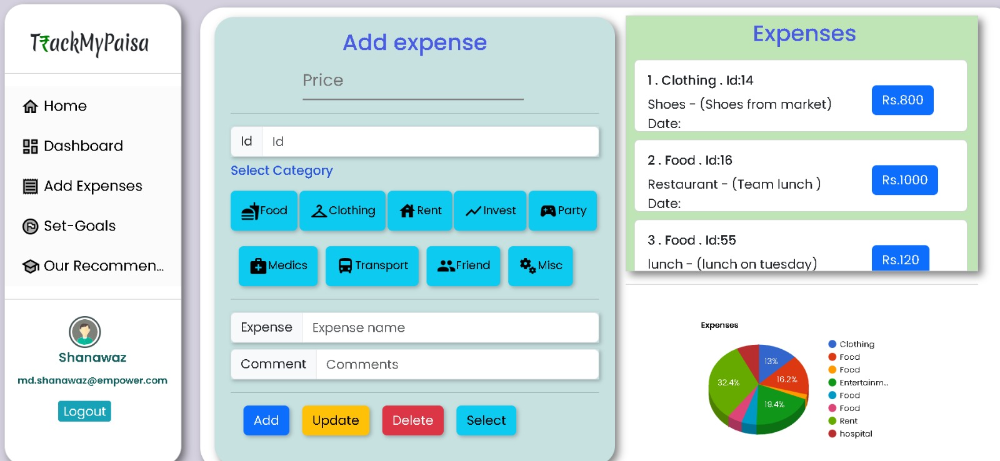 TrackMyPaisa
Home
Dashboard
Add Expenses
Set-Goals
Our Recommen...
Shanawaz
md.shanawaz@empower.com
Logout
Add expense
Price
Id Id
Select Category
Food Clothing Rent Invest Party
Medics Transport Friend Misc
Expense Expense name
Comment Comments
Add Update Delete Select
Expenses
1 . Clothing . Id:14
Shoes - (Shoes from market)
Date:
Rs.800
2 . Food . Id:16
Restaurant - (Team lunch )
Date:
Rs.1000
3 . Food . Id:55
lunch - (lunch on tuesday)
Rs.120
Expenses
13%
16.2%
19.4%
32.4%
Clothing
Food
Food
Entertainm...
Food
Food
Rent
hospital